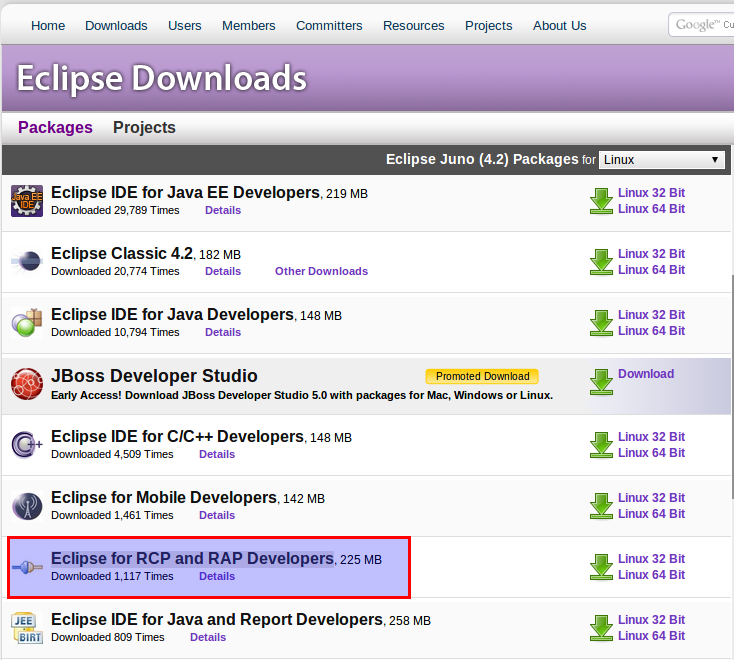 Home Downloads Users Members Committers Resources Projects About Us Google™ Cu
Eclipse Downloads
Packages Projects
Eclipse Juno (4.2) Packages for Linux
Java EE
IDE
Eclipse IDE for Java EE Developers, 219 MB
Downloaded 29,789 Times Details
Linux 32 Bit
Linux 64 Bit
Eclipse Classic 4.2, 182 MB
Downloaded 20,774 Times Details Other Downloads
Linux 32 Bit
Linux 64 Bit
Eclipse IDE for Java Developers, 148 MB
Downloaded 10,794 Times Details
Linux 32 Bit
Linux 64 Bit
JBoss Developer Studio Promoted Download Download
Early Access! Download JBoss Developer Studio 5.0 with packages for Mac, Windows or Linux.
C++
Eclipse IDE for C/C++ Developers, 148 MB
Downloaded 4,509 Times Details
Linux 32 Bit
Linux 64 Bit
Eclipse for Mobile Developers, 142 MB
Downloaded 1,461 Times Details
Linux 32 Bit
Linux 64 Bit
Eclipse for RCP and RAP Developers, 225 MB
Downloaded 1,117 Times Details
Linux 32 Bit
Linux 64 Bit
JEE
BIRT
Eclipse IDE for Java and Report Developers, 258 MB
Downloaded 809 Times Details
Linux 32 Bit
Linux 64 Bit